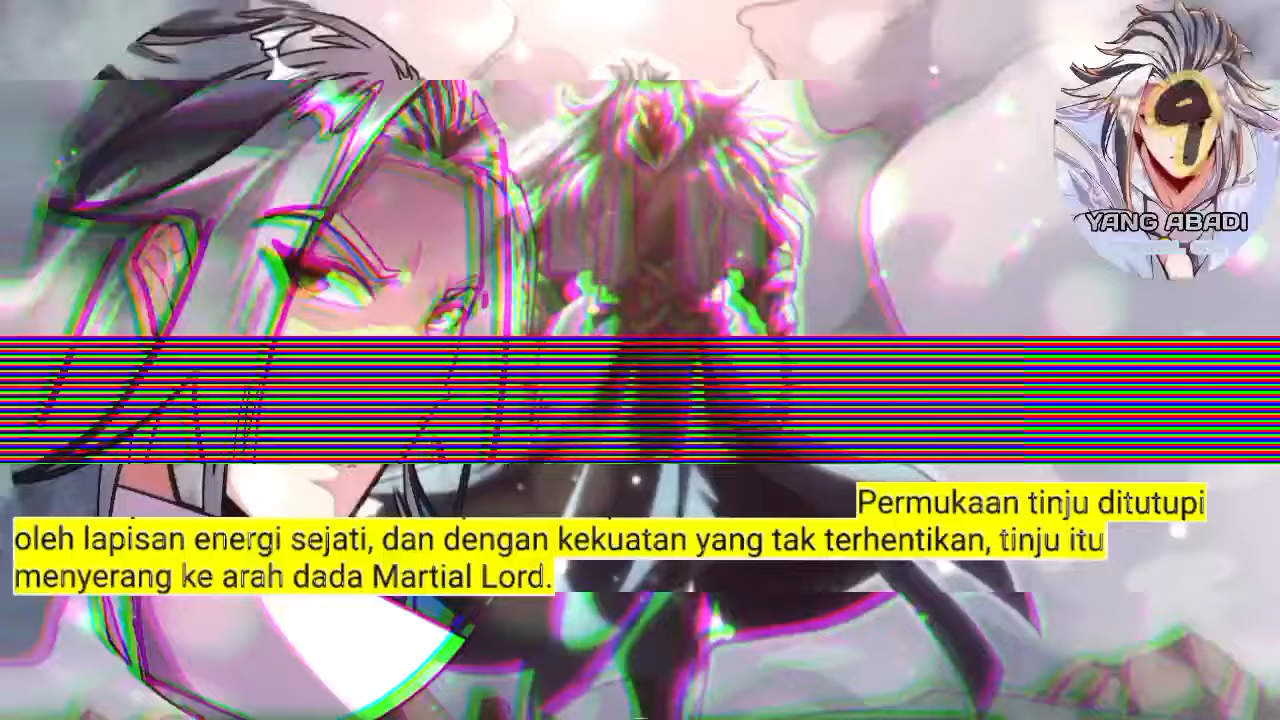 YANG ABADI
Permukaan tinju ditutupi
oleh lapisan energi sejati, dan dengan kekuatan yang tak terhentikan, tinju itu
menyerang ke arah dada Martial Lord.